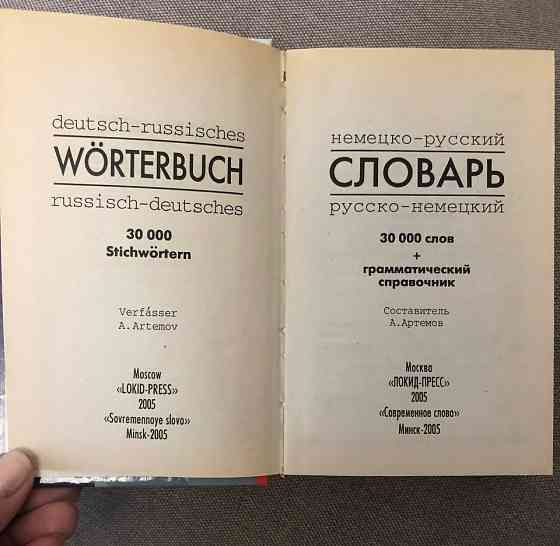 deutsch-russisches
WÖRTERBUCH
russisch-deutsches
30 000
Stichwörtern
Verfásser
A.Artemov
Moscow
«LOKID-PRESS»
2005
«Sovremennoye slovo»
Minsk-2005
немецко-русский
СЛОВАРЬ
русско-немецкий
30 000 слов
+
грамматический
справочник
Составитель
А.Артемов
Москва
«ЛОКИД-ПРЕСС»
2005
«Современное слово»
Минск-2005